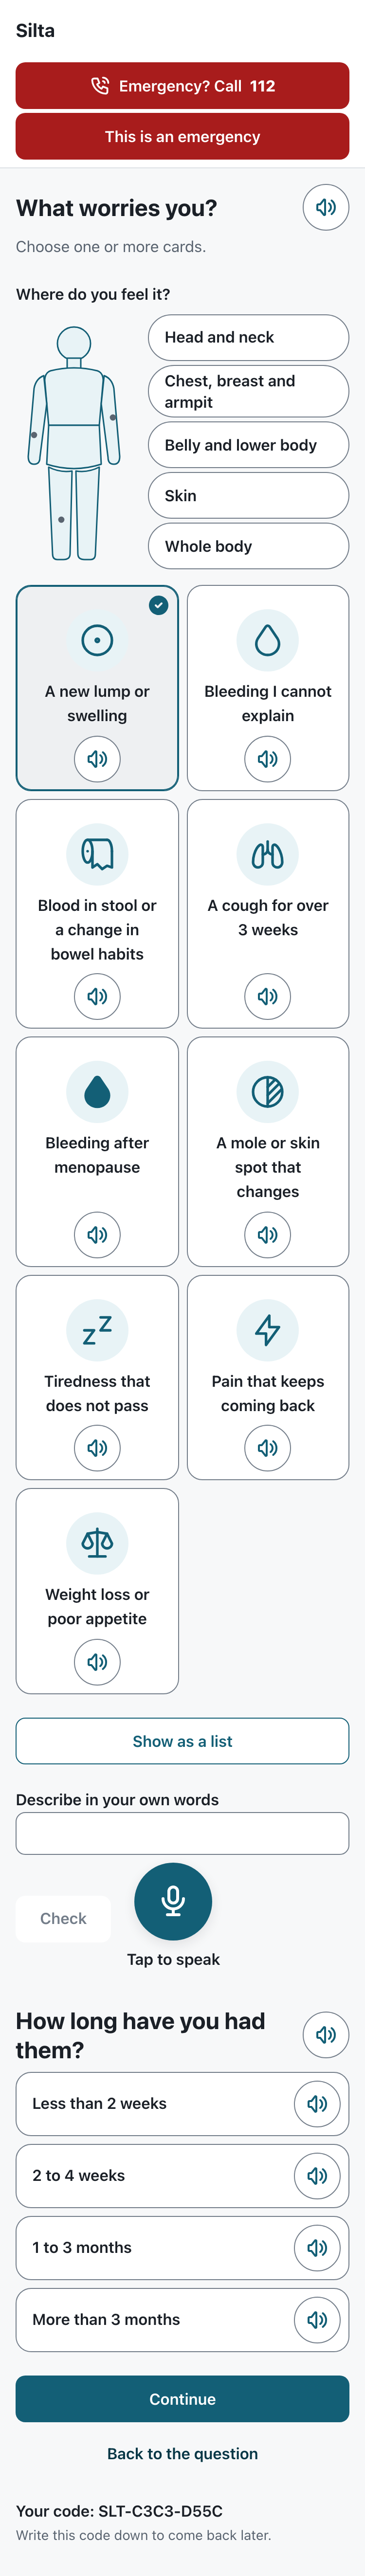 Silta
Emergency? Call 112
This is an emergency
What worries you?
Choose one or more cards.
Where do you feel it?
Head and neck
Chest, breast and
armpit
Belly and lower body
Skin
Whole body
A new lump or
swelling
Bleeding I cannot
explain
Blood in stool or
a change in
bowel habits
A cough for over
3 weeks
Bleeding after
menopause
A mole or skin
spot that
changes
Tiredness that
does not pass
Pain that keeps
coming back
Weight loss or
poor appetite
Show as a list
Describe in your own words
Check
Tap to speak
How long have you had
them?
Less than 2 weeks
2 to 4 weeks
1 to 3 months
More than 3 months
Continue
Back to the question
Your code: SLT-C3C3-D55C
Write this code down to come back later.